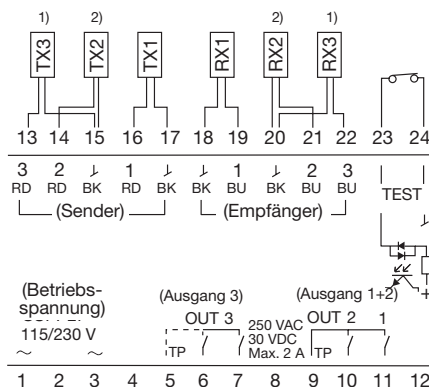 1) 2) 2) 1)
TX3 TX2 TX1 RX1 RX2 RX3
13 14 15 16 17 18 19 20 21 22 23 24
3 2 1 1 2 3
RD RD BK RD BK BK BU BK BU BU
TEST
(Sender) (Empfänger)
(Betriebs-
spannung)
115/230 V
~ ~
(Ausgang 3) (Ausgang 1+2)
OUT 3 OUT 2 1
250 VAC
30 VDC
Max. 2 A
TP TP
+
1 2 3 4 5 6 7 8 9 10 11 12